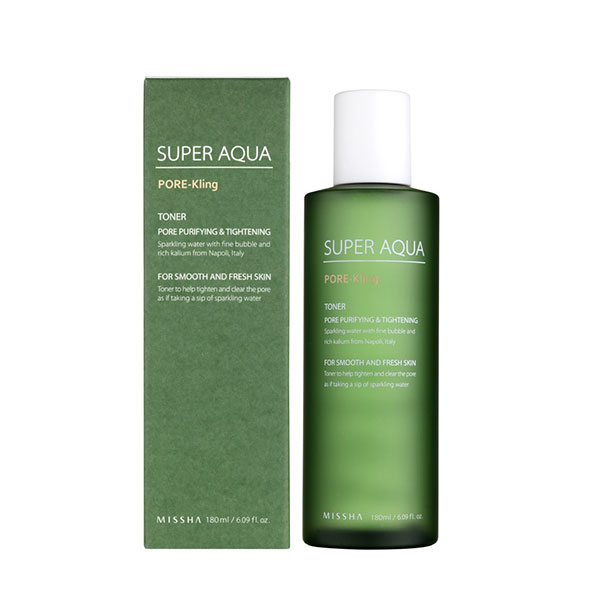 SUPER AQUA
PORE-Kling
TONER
PORE PURIFYING & TIGHTENING
Sparkling water with fine bubble and
rich kalium from Napoli, Italy
FOR SMOOTH AND FRESH SKIN
Toner to help tighten and clear the pore
as if taking a sip of sparkling water
MISSHA 180ml / 6.09 fl. oz.
SUPER AQUA
PORE-Kling
TONER
PORE PURIFYING & TIGHTENING
Sparkling water with fine bubble and
rich kalium from Napoli, Italy
FOR SMOOTH AND FRESH SKIN
Toner to help tighten and clear the pore
as if taking a sip of sparkling water
MISSHA 180ml / 6.09 fl. oz.